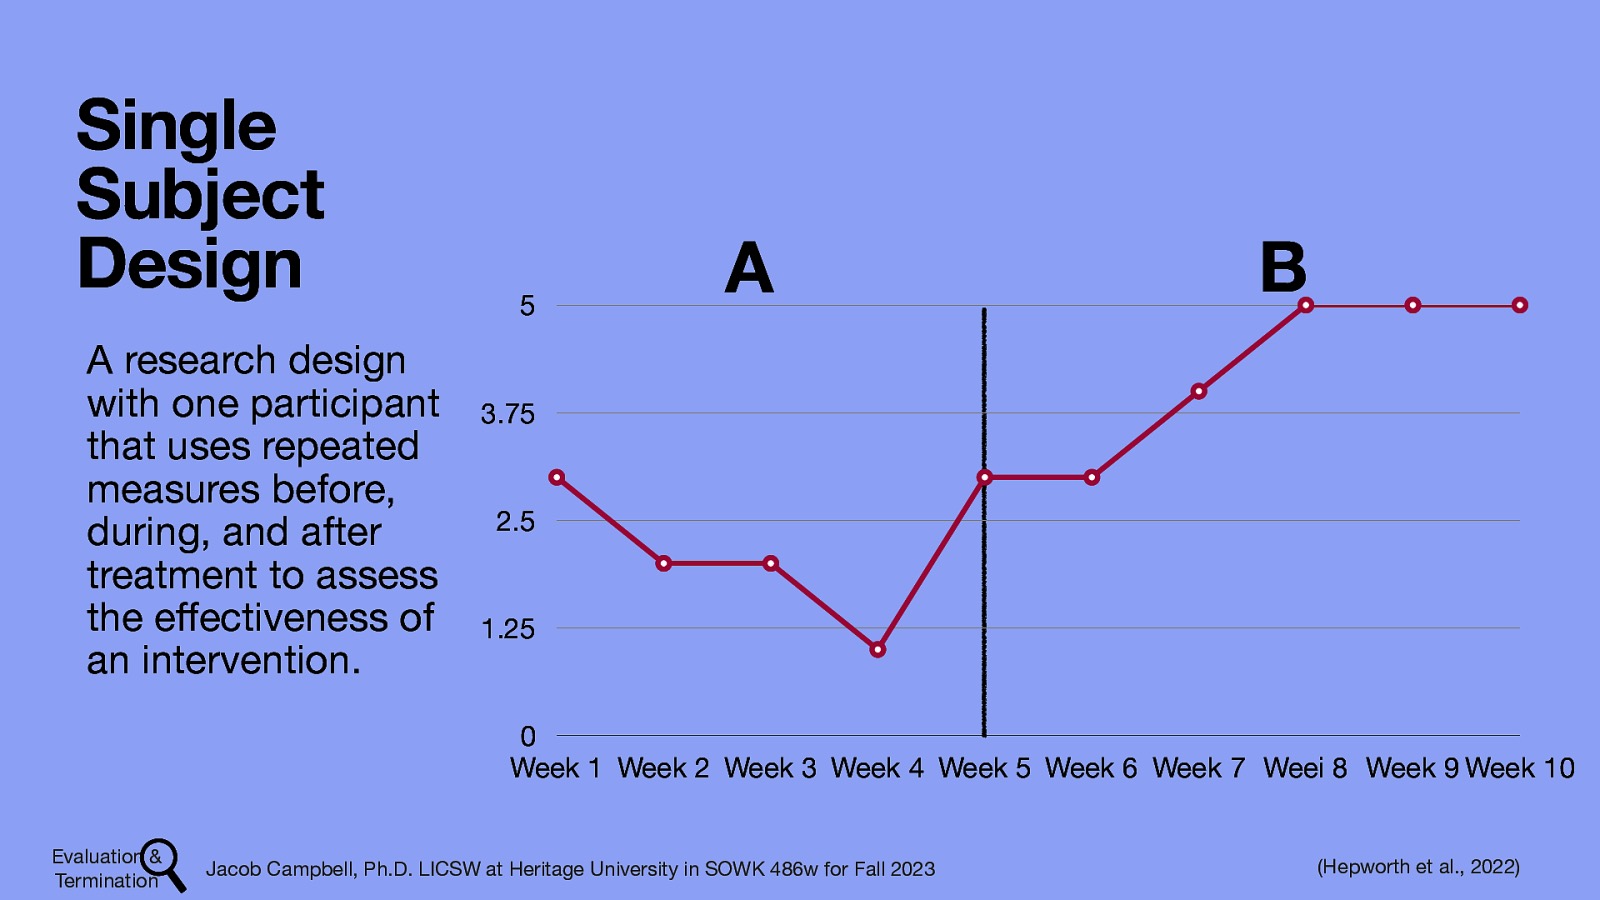 Single
Subject
Design
A research design
with one participant
that uses repeated
measures before,
during, and after
treatment to assess
the effectiveness of
an intervention.
A
B
5
3.75
2.5
1.25
0
Week 1 Week 2 Week 3 Week 4 Week 5 Week 6 Week 7 Weei 8 Week 9 Week 10
Evaluation &
Termination
Jacob Campbell, Ph.D. LICSW at Heritage University in SOWK 486w for Fall 2023
(Hepworth et al., 2022)